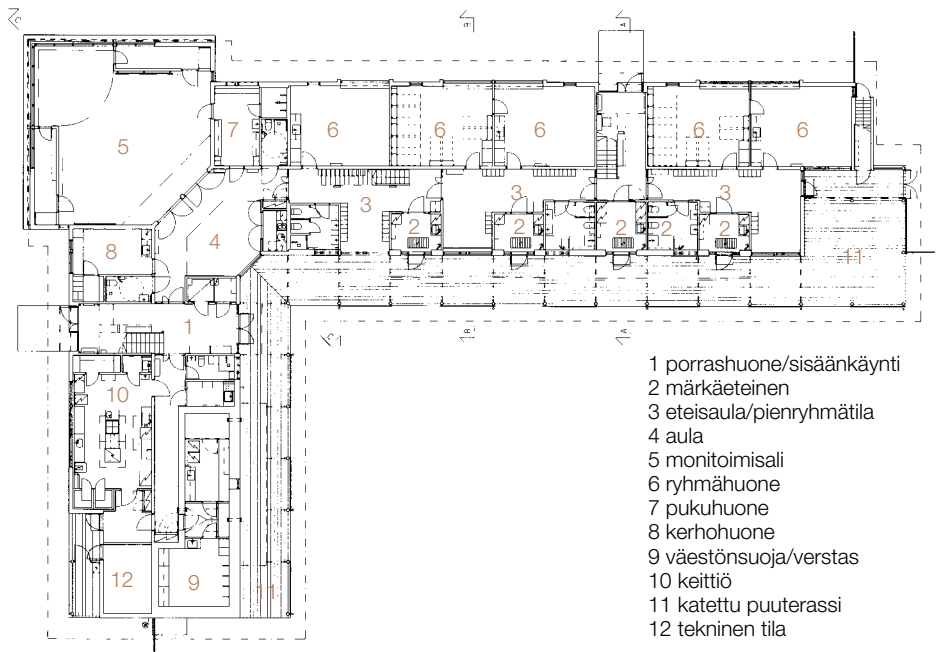 C
B
A
5
7
6
6
6
6
6
3
3
3
2
2
2
2
2
4
8
11
1
B
A
C
10
12
9
11
1 porrashuone/sisäänkäynti
2 märkäeteinen
3 eteisaula/pienryhmätila
4 aula
5 monitoimisali
6 ryhmähuone
7 pukuhuone
8 kerhohuone
9 väestönsuoja/verstas
10 keittiö
11 katettu puuterassi
12 tekninen tila